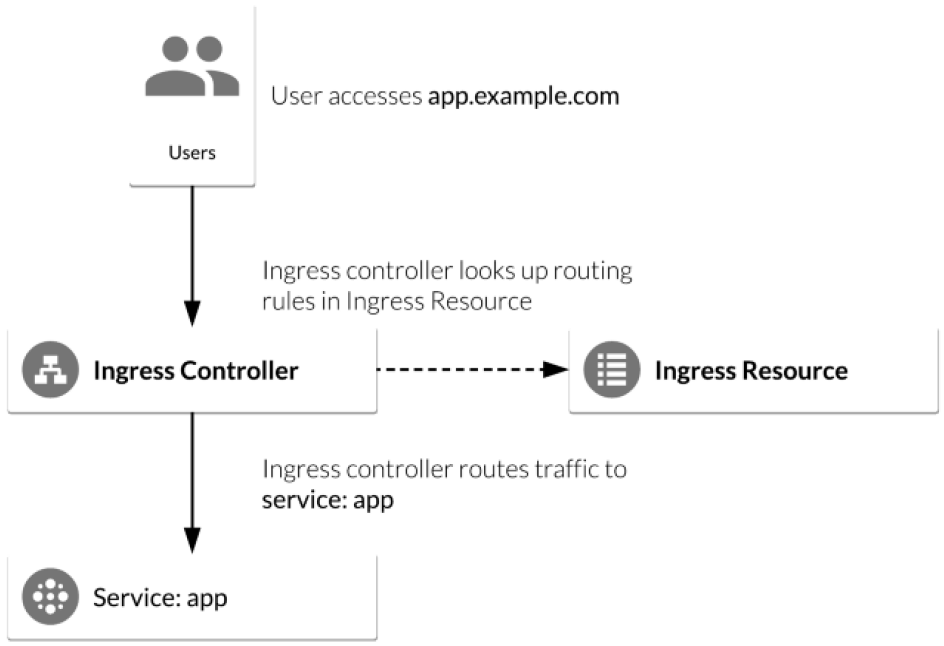 User accesses app.example.com
Users
Ingress controller looks up routing
rules in Ingress Resource
Ingress Controller
Ingress Resource
Ingress controller routes traffic to
service: app
Service: app